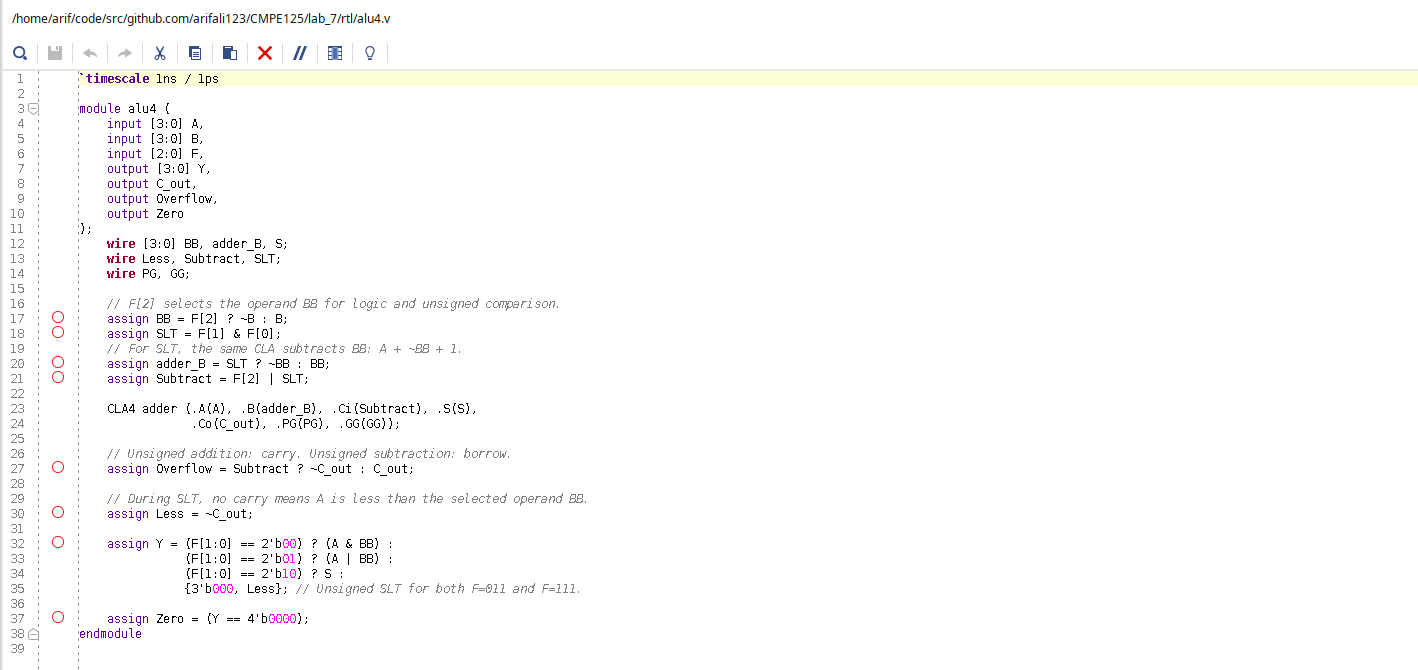 /home/arif/code/src/github.com/arifali123/CMPE125/lab_7/rtl/alu4.v
1 `timescale 1ns / 1ps
2
3 module alu4 (
4 input [3:0] A,
5 input [3:0] B,
6 input [2:0] F,
7 output [3:0] Y,
8 output C_out,
9 output Overflow,
10 output Zero
11 );
12 wire [3:0] BB, adder_B, S;
13 wire Less, Subtract, SLT;
14 wire PG, GG;
15
16 // F[2] selects the operand BB for logic and unsigned comparison.
17 assign BB = F[2] ? ~B : B;
18 assign SLT = F[1] & F[0];
19 // For SLT, the same CLA subtracts BB: A + ~BB + 1.
20 assign adder_B = SLT ? ~BB : BB;
21 assign Subtract = F[2] | SLT;
22
23 CLA4 adder (.A(A), .B(adder_B), .Ci(Subtract), .S(S),
24 .Co(C_out), .PG(PG), .GG(GG));
25
26 // Unsigned addition: carry. Unsigned subtraction: borrow.
27 assign Overflow = Subtract ? ~C_out : C_out;
28
29 // During SLT, no carry means A is less than the selected operand BB.
30 assign Less = ~C_out;
31
32 assign Y = (F[1:0] == 2'b00) ? (A & BB) :
33 (F[1:0] == 2'b01) ? (A | BB) :
34 (F[1:0] == 2'b10) ? S :
35 {3'b000, Less}; // Unsigned SLT for both F=011 and F=111.
36
37 assign Zero = (Y == 4'b0000);
38 endmodule
39